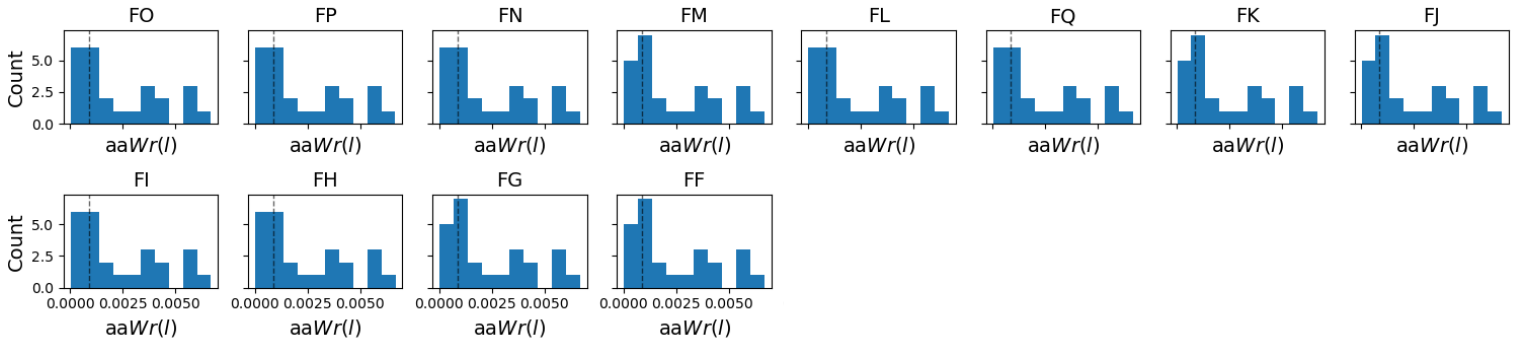 FO FP FN FM FL FQ FK FJ
Count
5.0
2.5
0.0
aaWr(l) aaWr(l) aaWr(l) aaWr(l) aaWr(l) aaWr(l) aaWr(l) aaWr(l)
FI FH FG FF
Count
5.0
2.5
0.0
0.0000 0.0025 0.0050 0.0000 0.0025 0.0050 0.0000 0.0025 0.0050 0.0000 0.0025 0.0050
aaWr(l) aaWr(l) aaWr(l) aaWr(l)